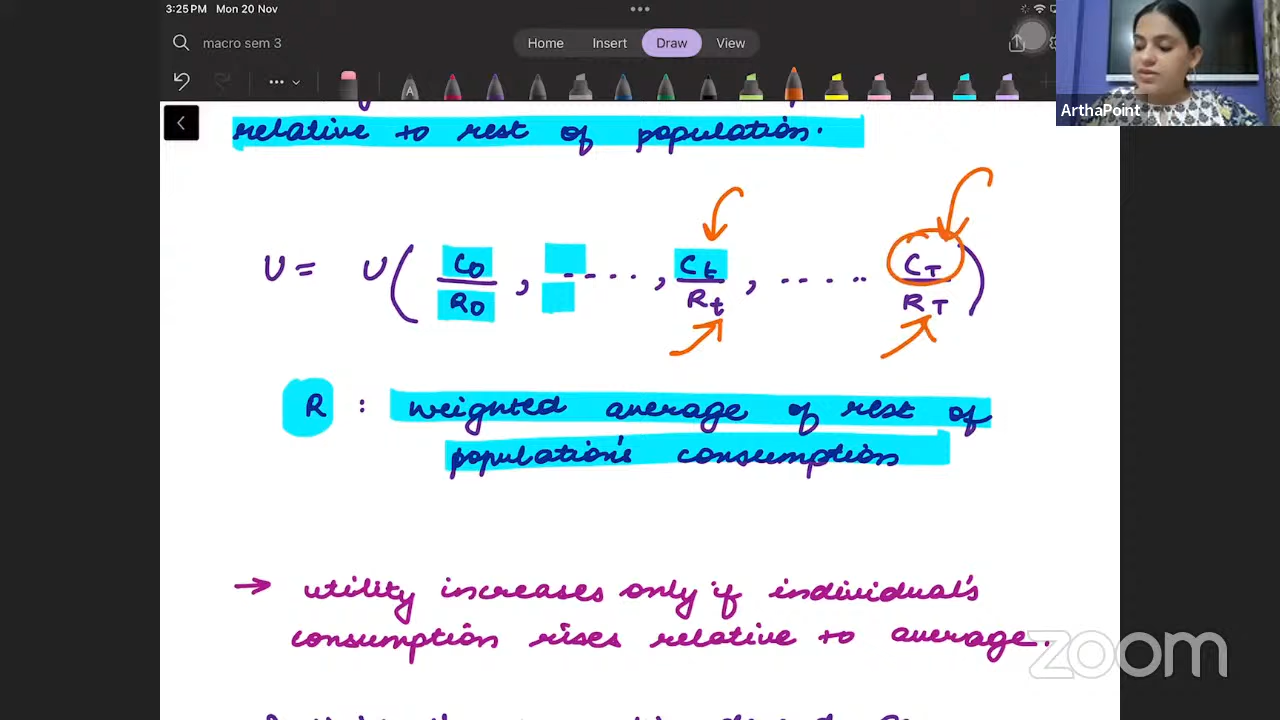 3:25 PM Mon 20 Nov
macro sem 3
Home Insert Draw View
A
ArthaPoint
relative to rest of population.
U = U( C0/R0, ....., Ct/Rt, ...... CT/RT )
R : weighted average of rest of
population's consumption
→ utility increases only if individual's
consumption rises relative to average.
zoom